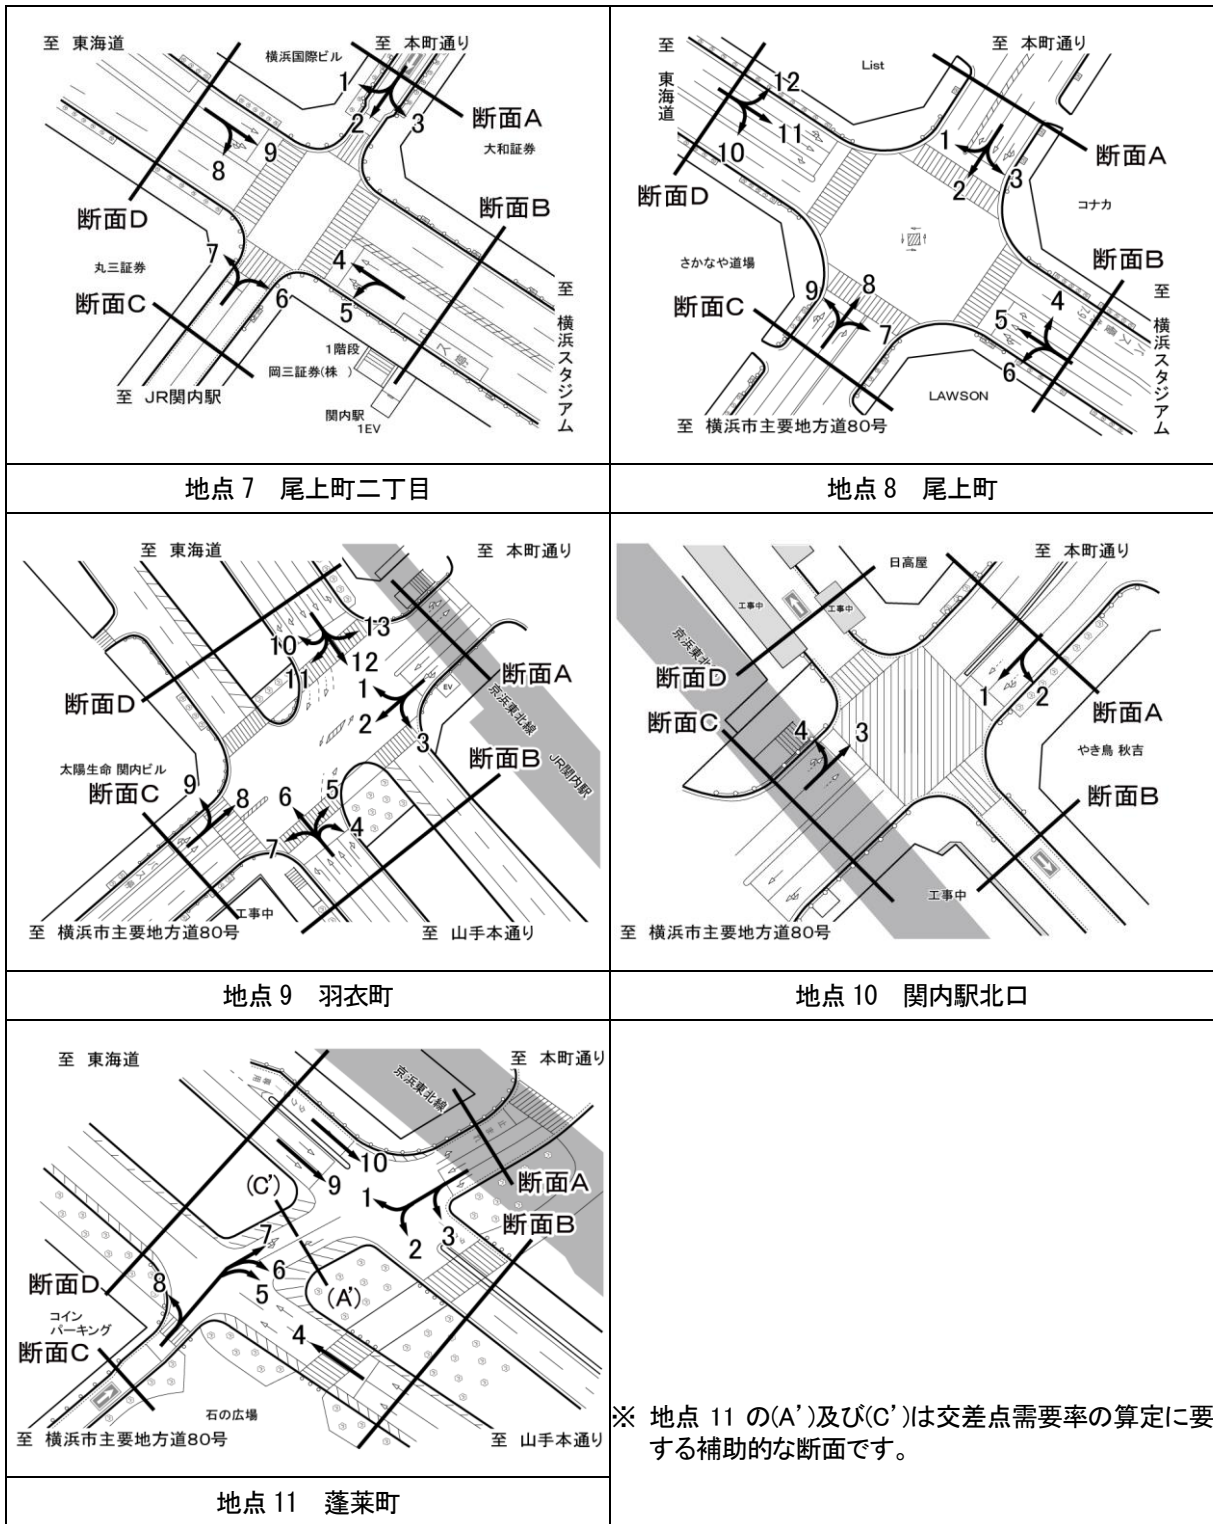 至 東海道
横浜国際ビル
至 本町通り
1
2
3
断面A
大和証券
9
8
断面D
断面B
丸三証券
7
4
断面C
6
5
至 横浜スタジアム
1階段
岡三証券(株 )
バス停
至 JR関内駅
関内駅
1EV
地点 7 尾上町二丁目
至 東海道
List
至 本町通り
12
11
10
1
2
3
断面A
コナカ
断面D
断面B
さかなや道場
断面C
9
8
7
4
5
6
至 横浜スタジアム
LAWSON
至 横浜市主要地方道80号
地点 8 尾上町
至 東海道
至 本町通り
10
13
11
12
1
2
3
断面A
EV
京浜東北線
JR関内駅
断面D
断面B
太陽生命 関内ビル
断面C
9
8
6
5
4
7
工事中
至 横浜市主要地方道80号
至 山手本通り
地点 9 羽衣町
日高屋
至 本町通り
工事中
工事中
断面D
断面C
1
2
断面A
4
3
やき鳥 秋吉
断面B
工事中
至 横浜市主要地方道80号
地点 10 関内駅北口
至 東海道
京浜東北線
至 本町通り
10
9
(C')
1
2
3
断面A
断面B
7
6
5
8
断面D
コイン
パーキング
(A')
4
断面C
石の広場
至 横浜市主要地方道80号
至 山手本通り
地点 11 蓬莱町
※ 地点 11 の(A')及び(C')は交差点需要率の算定に要
する補助的な断面です。